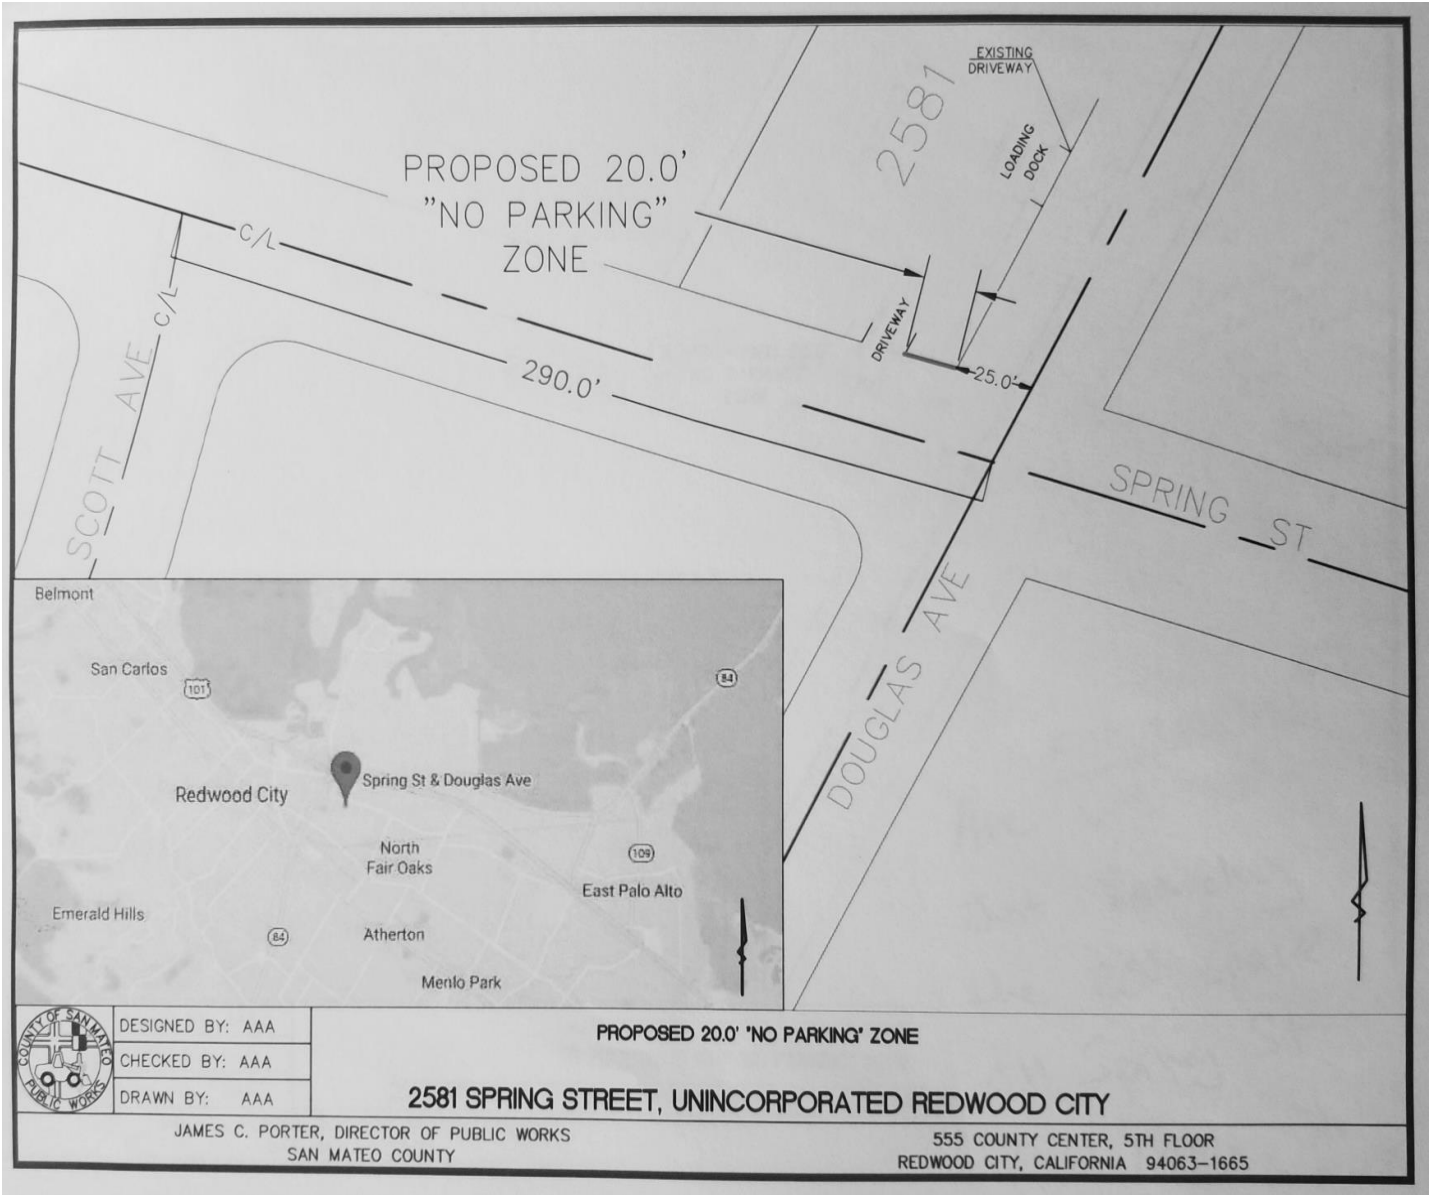 EXISTING
DRIVEWAY
2581
LOADING
DOCK
PROPOSED 20.0'
"NO PARKING"
ZONE
C/L
C/L
DRIVEWAY
25.0'
290.0'
SCOTT AVE
SPRING ST
DOUGLAS AVE
Belmont
San Carlos
101
84
Spring St & Douglas Ave
Redwood City
North
Fair Oaks
109
East Palo Alto
Emerald Hills
84
Atherton
Menlo Park
COUNTY OF SAN MATEO
PUBLIC WORKS
DESIGNED BY: AAA
CHECKED BY: AAA
DRAWN BY: AAA
PROPOSED 20.0' "NO PARKING" ZONE
2581 SPRING STREET, UNINCORPORATED REDWOOD CITY
JAMES C. PORTER, DIRECTOR OF PUBLIC WORKS
SAN MATEO COUNTY
555 COUNTY CENTER, 5TH FLOOR
REDWOOD CITY, CALIFORNIA 94063-1665